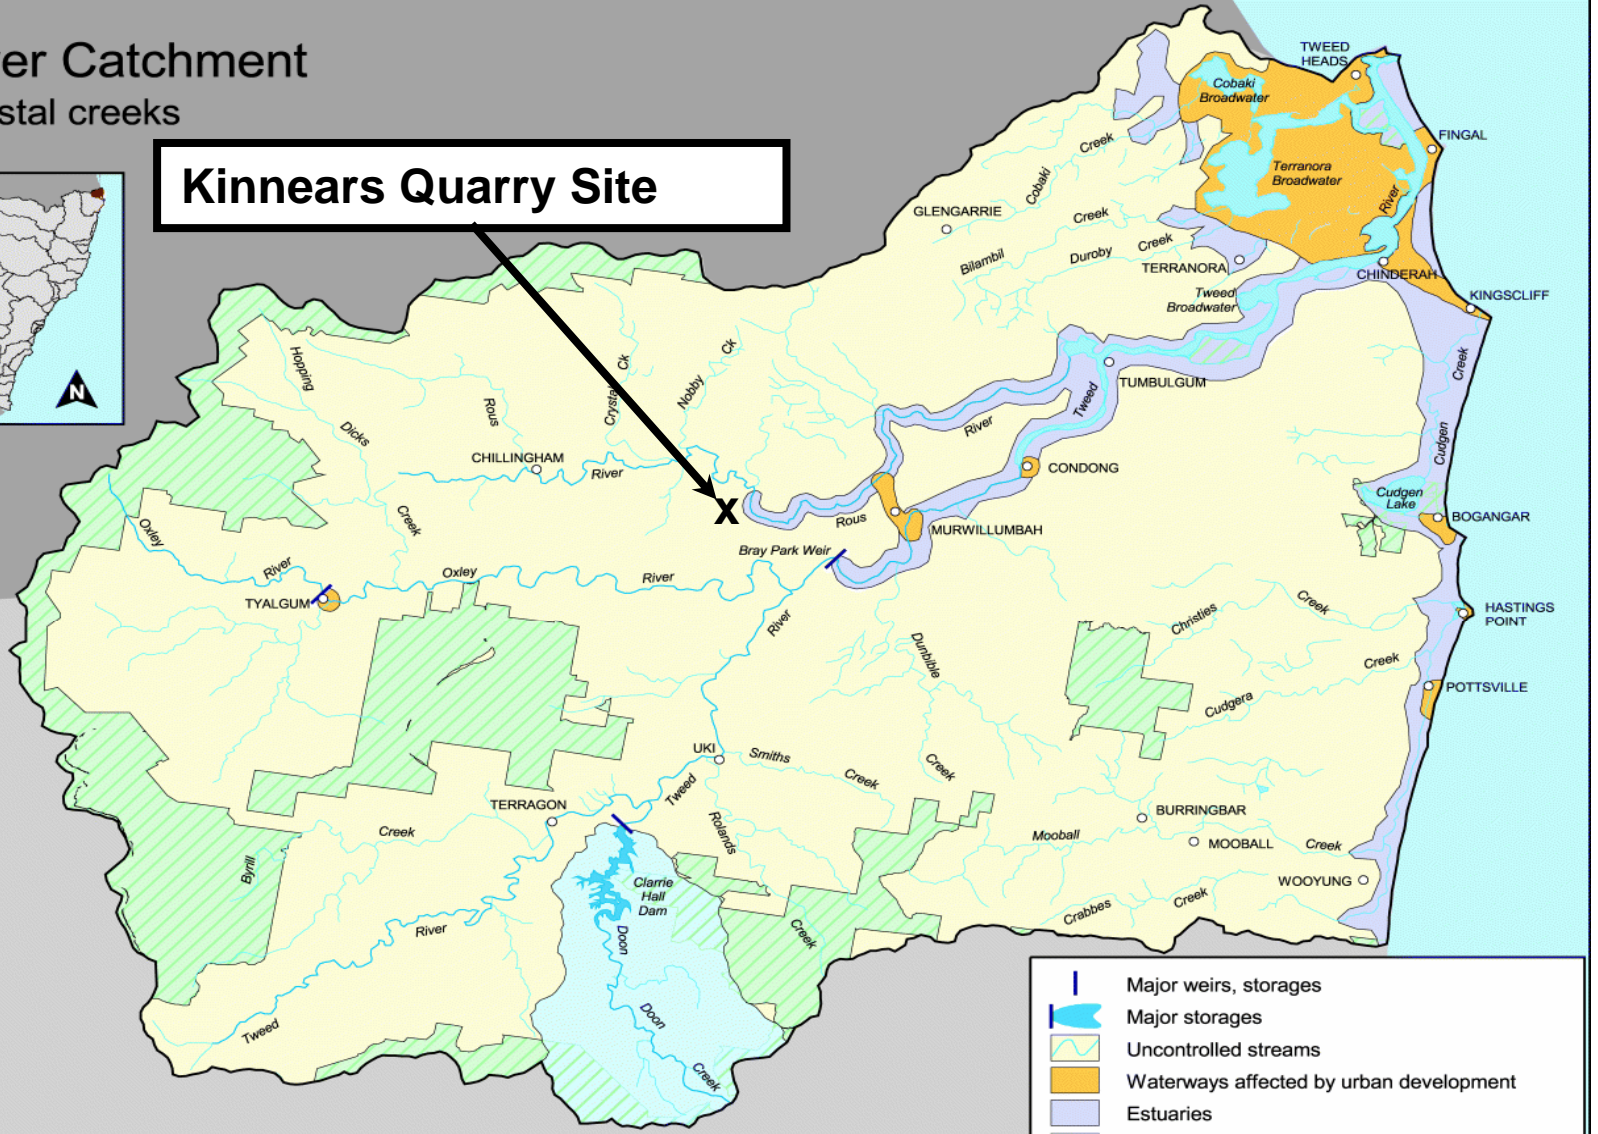 er Catchment
stal creeks
Kinnears Quarry Site
N
X
TWEED
HEADS
Cobaki
Broadwater
FINGAL
Terranora
Broadwater
River
Cobaki
Creek
GLENGARRIE
Creek
Bilambil
Duroby
Creek
TERRANORA
CHINDERAH
KINGSCLIFF
Tweed
Broadwater
TUMBULGUM
Tweed
River
Creek
Cudgen
Hopping
Dicks
Creek
Rous
Crystal
Ck
Nobby
Ck
CHILLINGHAM
River
CONDONG
Cudgen
Lake
BOGANGAR
Rous
MURWILLUMBAH
Bray Park Weir
Oxley
River
TYALGUM
Oxley
River
River
HASTINGS
POINT
Christies
Creek
Creek
Cudgera
POTTSVILLE
Dunbible
Creek
UKI
Smiths
Creek
Tweed
Rolands
Creek
TERRAGON
Creek
Byrill
BURRINGBAR
Mooball
MOOBALL
Creek
WOOYUNG
Crabbes
Creek
Clarrie
Hall
Dam
Doon
Doon
Creek
River
Tweed
Major weirs, storages
Major storages
Uncontrolled streams
Waterways affected by urban development
Estuaries